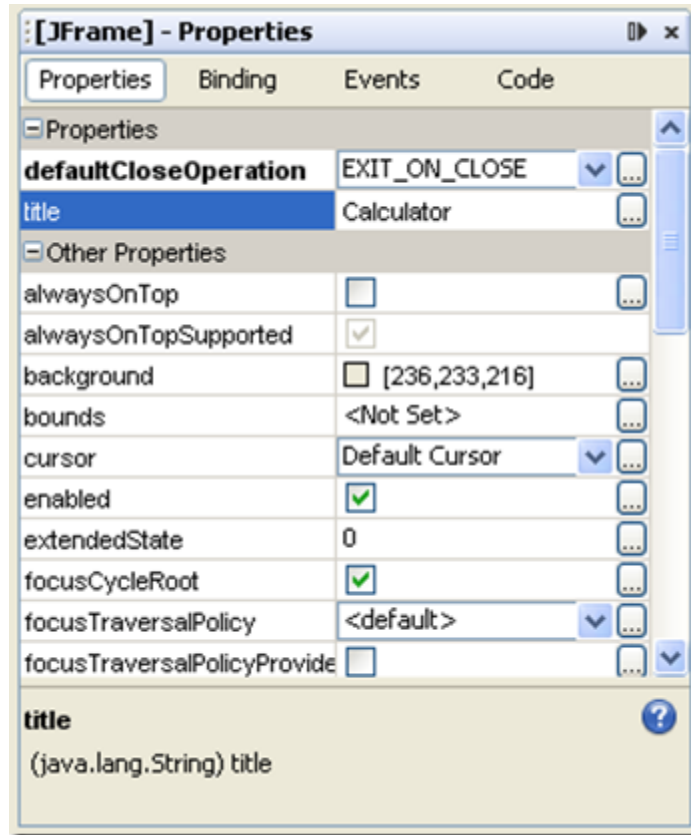 [JFrame] - Properties
Properties Binding Events Code
Properties
defaultCloseOperation EXIT_ON_CLOSE ...
title Calculator ...
Other Properties
alwaysOnTop ...
alwaysOnTopSupported
background [236,233,216] ...
bounds <Not Set> ...
cursor Default Cursor ...
enabled ...
extendedState 0 ...
focusCycleRoot ...
focusTraversalPolicy <default> ...
focusTraversalPolicyProvide ...
title ?
(java.lang.String) title